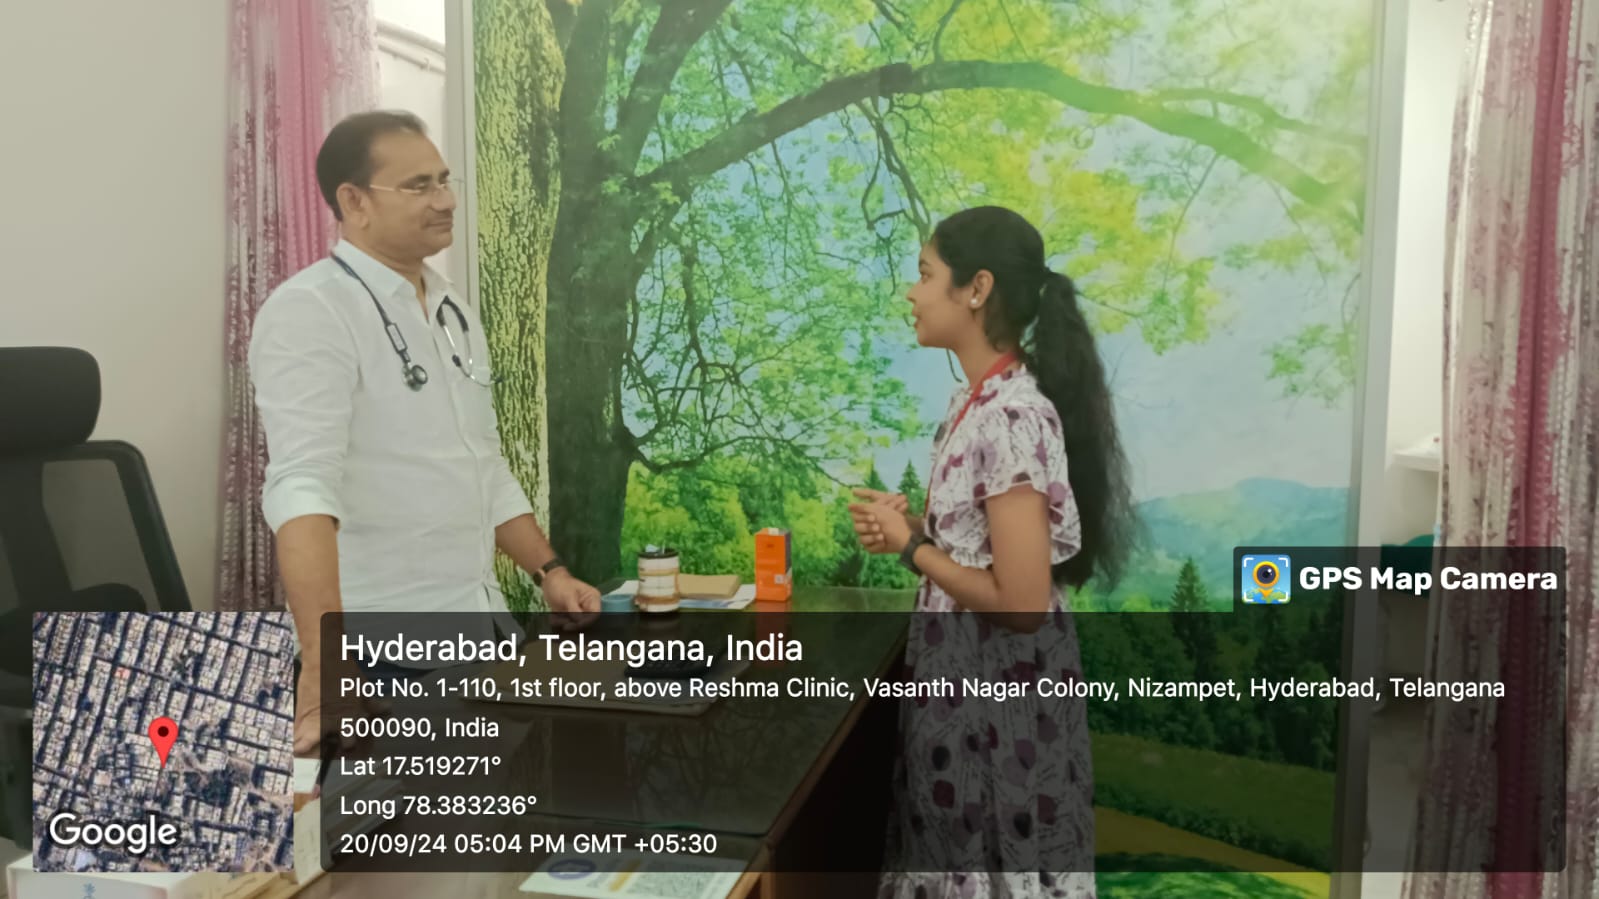 GPS Map Camera
Hyderabad, Telangana, India
Plot No. 1-110, 1st floor, above Reshma Clinic, Vasanth Nagar Colony, Nizampet, Hyderabad, Telangana
500090, India
Lat 17.519271°
Long 78.383236°
20/09/24 05:04 PM GMT +05:30
Google